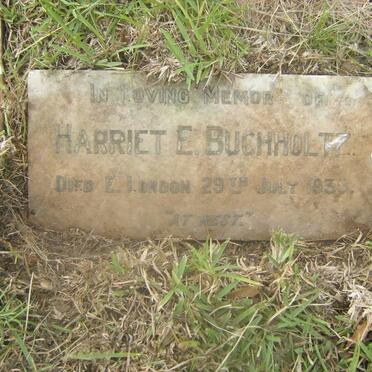 IN LOVING MEMORY OF
HARRIET E. BUCHHOLTZ
DIED E. LONDON 29TH JULY
"AT REST."